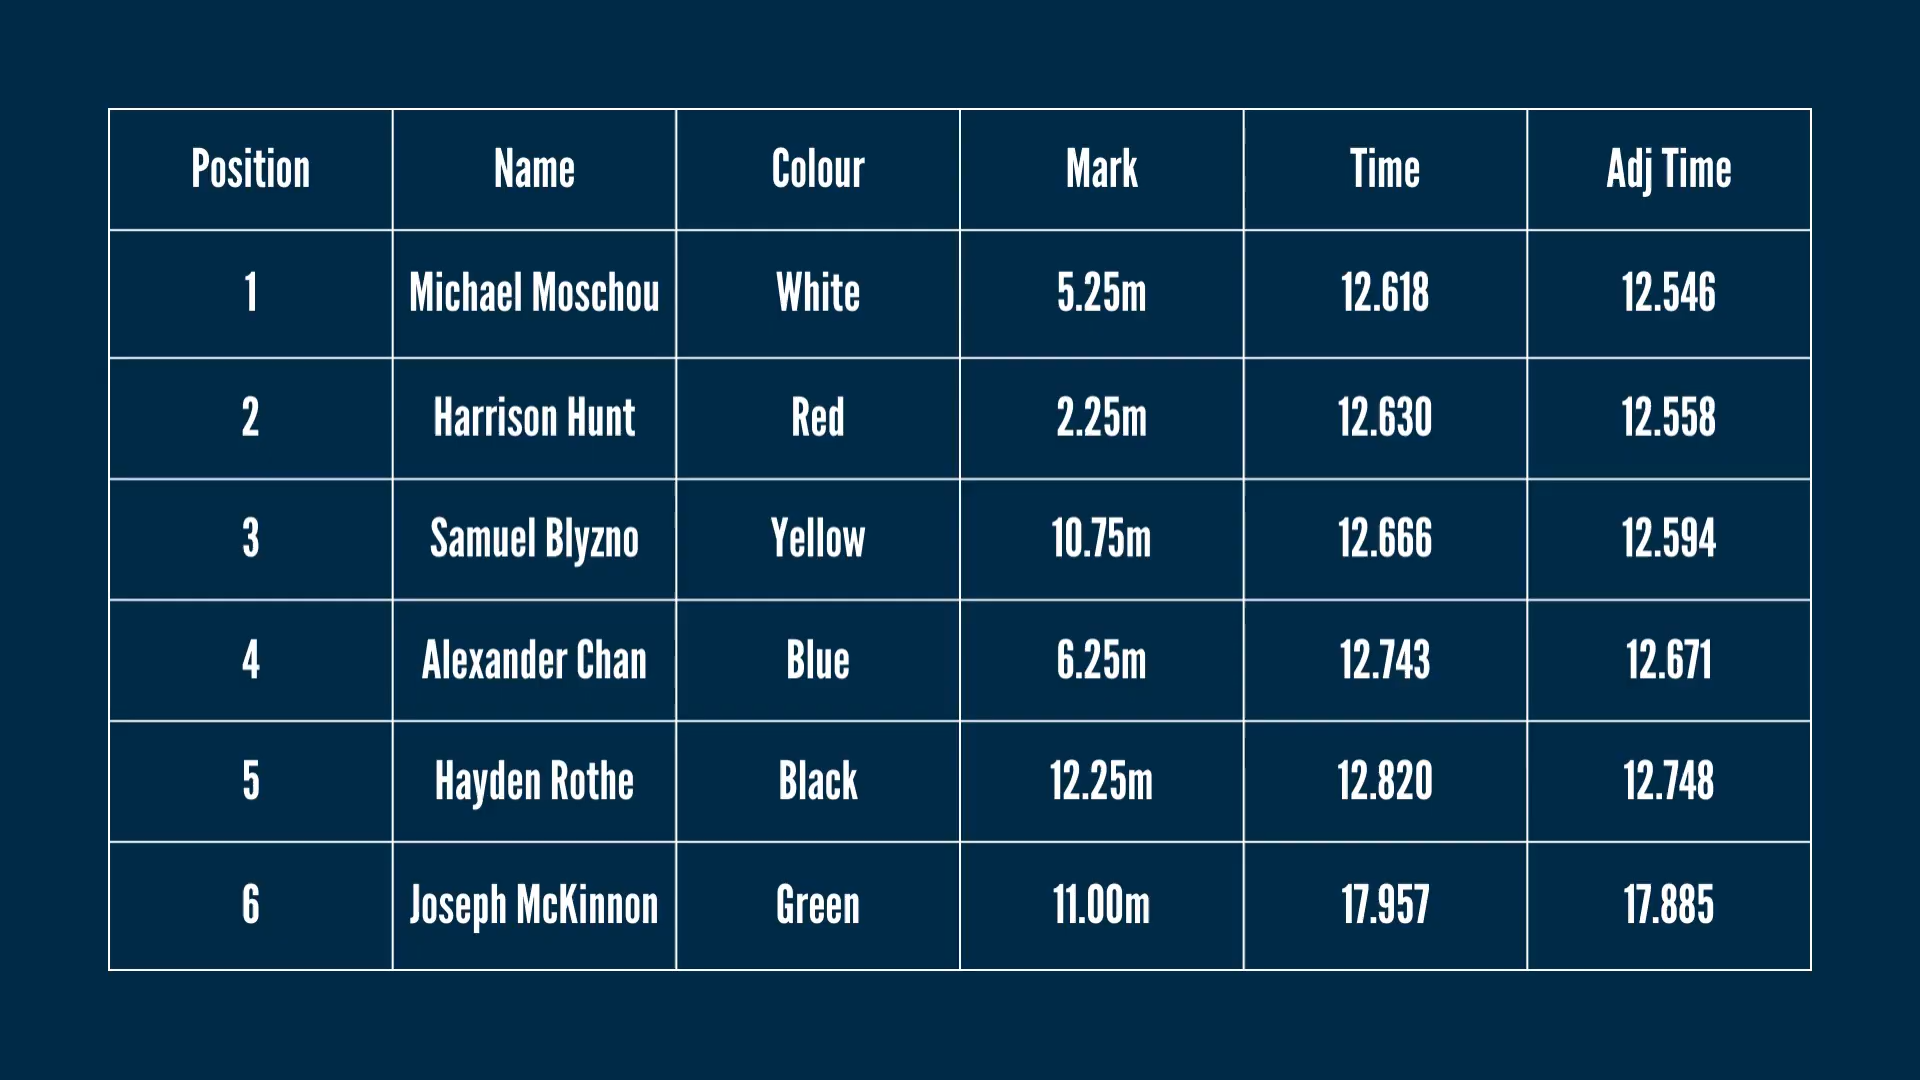 Position Name Colour Mark Time Adj Time
1 Michael Moschou White 5.25m 12.618 12.546
2 Harrison Hunt Red 2.25m 12.630 12.558
3 Samuel Blyzno Yellow 10.75m 12.666 12.594
4 Alexander Chan Blue 6.25m 12.743 12.671
5 Hayden Rothe Black 12.25m 12.820 12.748
6 Joseph McKinnon Green 11.00m 17.957 17.885